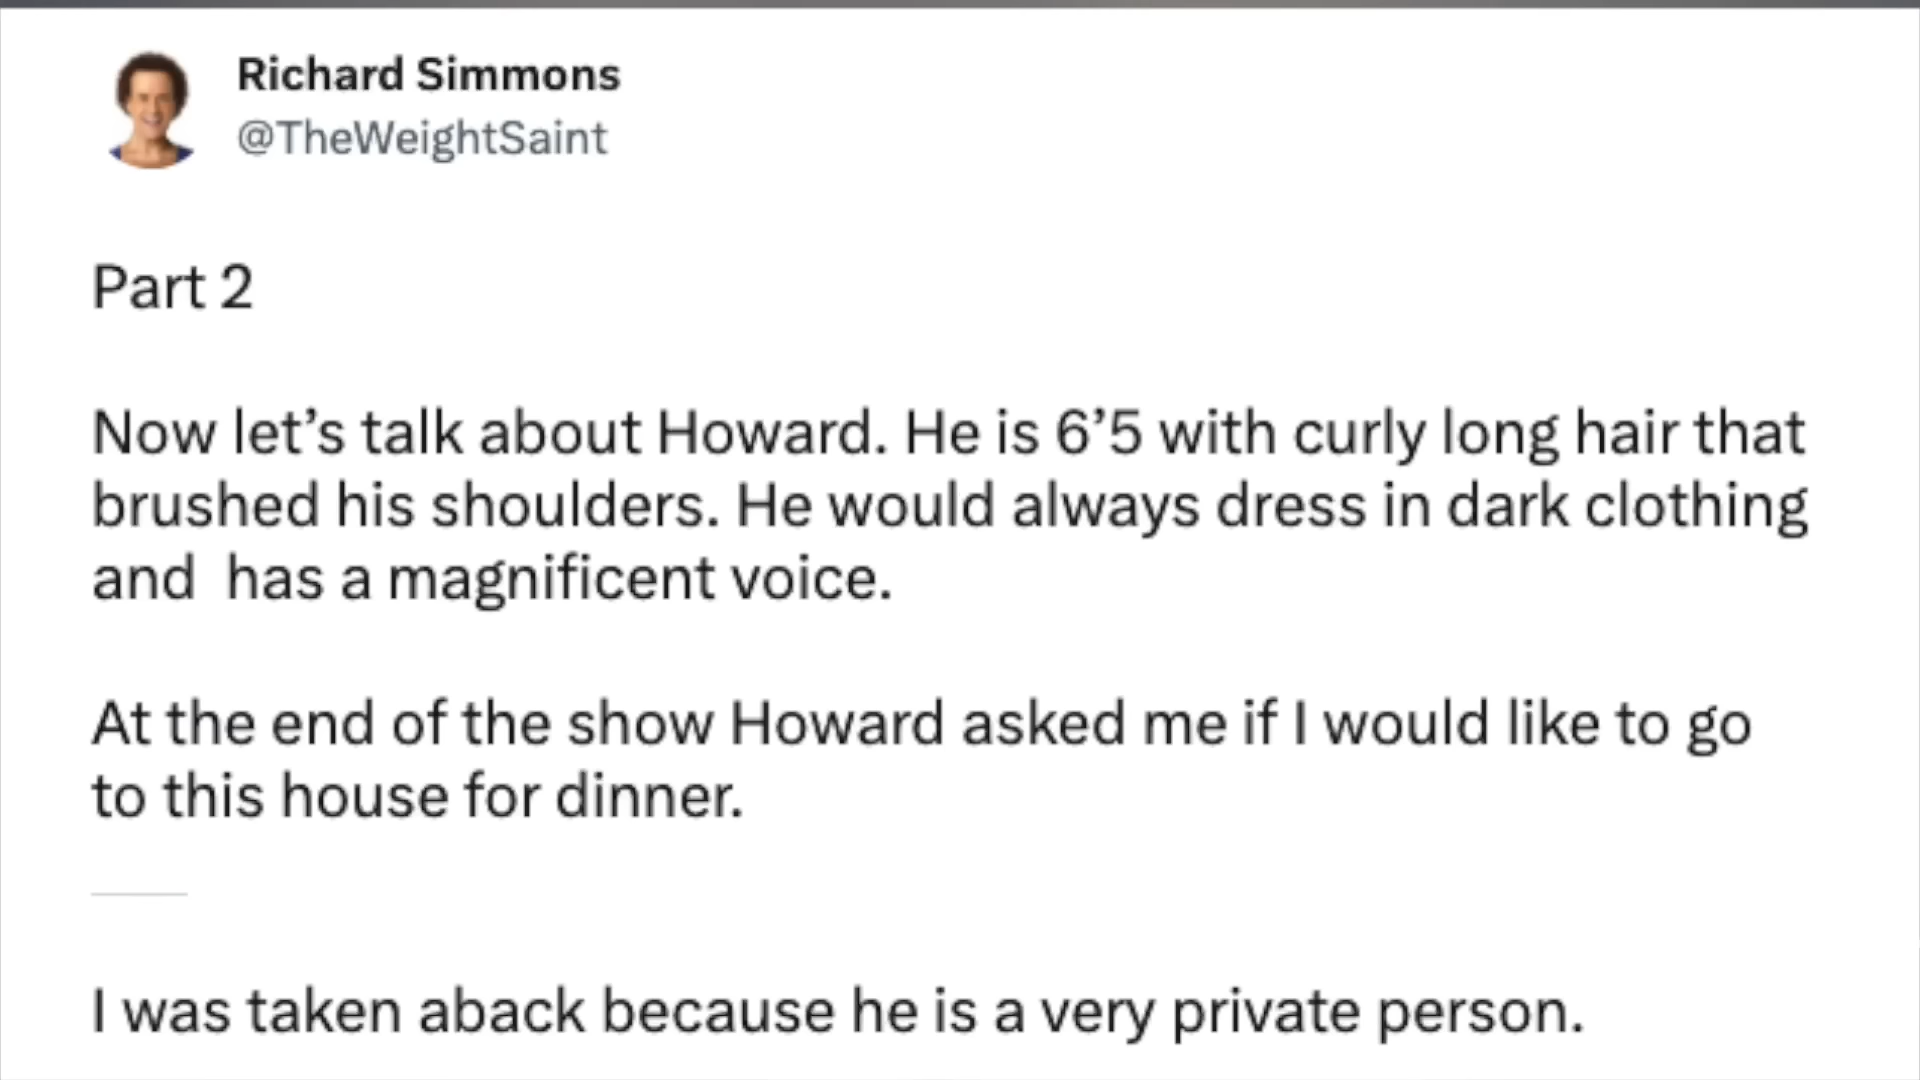 Richard Simmons
@TheWeightSaint
Part 2
Now let’s talk about Howard. He is 6’5 with curly long hair that
brushed his shoulders. He would always dress in dark clothing
and  has a magnificent voice.
At the end of the show Howard asked me if I would like to go
to this house for dinner.
I was taken aback because he is a very private person.